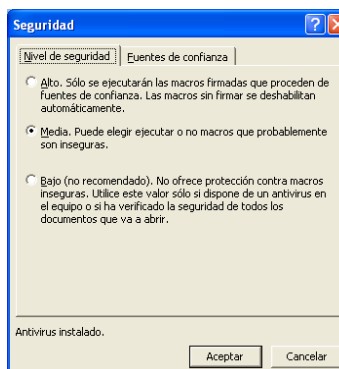 Seguridad
Nivel de seguridad
Fuentes de confianza
Alto. Sólo se ejecutarán las macros firmadas que proceden de
fuentes de confianza. Las macros sin firmar se deshabilitan
automáticamente.
Media. Puede elegir ejecutar o no macros que probablemente
son inseguras.
Bajo (no recomendado). No ofrece protección contra macros
inseguras. Utilice este valor sólo si dispone de un antivirus en
el equipo o si ha verificado la seguridad de todos los
documentos que va a abrir.
Antivirus instalado.
Aceptar
Cancelar